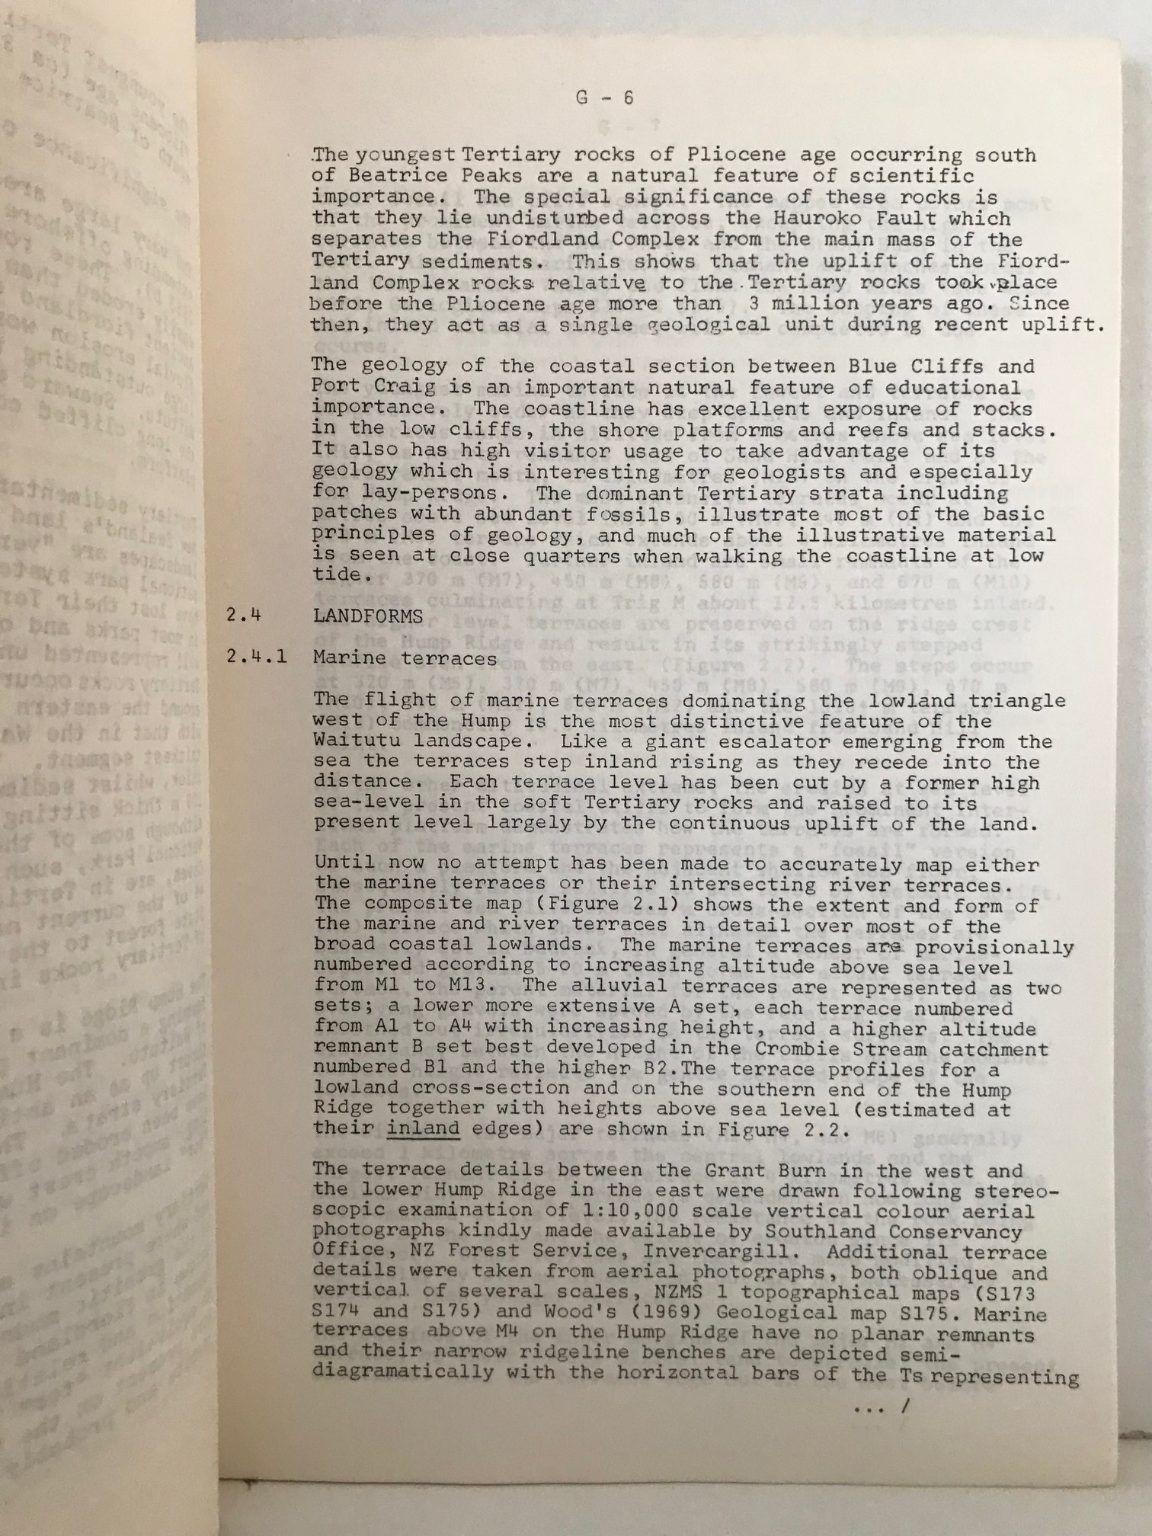 G - 6
The youngest Tertiary rocks of Pliocene age occurring south
of Beatrice Peaks are a natural feature of scientific
importance. The special significance of these rocks is
that they lie undisturbed across the Hauroko Fault which
separates the Fiordland Complex from the main mass of the
Tertiary sediments. This shows that the uplift of the Fiord-
land Complex rocks relative to the Tertiary rocks took place
before the Pliocene age more than 3 million years ago. Since
then, they act as a single geological unit during recent uplift.
The geology of the coastal section between Blue Cliffs and
Port Craig is an important natural feature of educational
importance. The coastline has excellent exposure of rocks
in the low cliffs, the shore platforms and reefs and stacks.
It also has high visitor usage to take advantage of its
geology which is interesting for geologists and especially
for lay-persons. The dominant Tertiary strata including
patches with abundant fossils, illustrate most of the basic
principles of geology, and much of the illustrative material
is seen at close quarters when walking the coastline at low
tide.
2.4 LANDFORMS
2.4.1 Marine terraces
The flight of marine terraces dominating the lowland triangle
west of the Hump is the most distinctive feature of the
Waitutu landscape. Like a giant escalator emerging from the
sea the terraces step inland rising as they recede into the
distance. Each terrace level has been cut by a former high
sea-level in the soft Tertiary rocks and raised to its
present level largely by the continuous uplift of the land.
Until now no attempt has been made to accurately map either
the marine terraces or their intersecting river terraces.
The composite map (Figure 2.1) shows the extent and form of
the marine and river terraces in detail over most of the
broad coastal lowlands. The marine terraces are provisionally
numbered according to increasing altitude above sea level
from M1 to M13. The alluvial terraces are represented as two
sets; a lower more extensive A set, each terrace numbered
from A1 to A4 with increasing height, and a higher altitude
remnant B set best developed in the Crombie Stream catchment
numbered B1 and the higher B2.The terrace profiles for a
lowland cross-section and on the southern end of the Hump
Ridge together with heights above sea level (estimated at
their inland edges) are shown in Figure 2.2.
The terrace details between the Grant Burn in the west and
the lower Hump Ridge in the east were drawn following stereo-
scopic examination of 1:10,000 scale vertical colour aerial
photographs kindly made available by Southland Conservancy
Office, NZ Forest Service, Invercargill. Additional terrace
details were taken from aerial photographs, both oblique and
vertical of several scales, NZMS 1 topographical maps (S173
S174 and S175) and Wood's (1969) Geological map S175. Marine
terraces above M4 on the Hump Ridge have no planar remnants
and their narrow ridgeline benches are depicted semi-
diagramatically with the horizontal bars of the Ts representing
... /